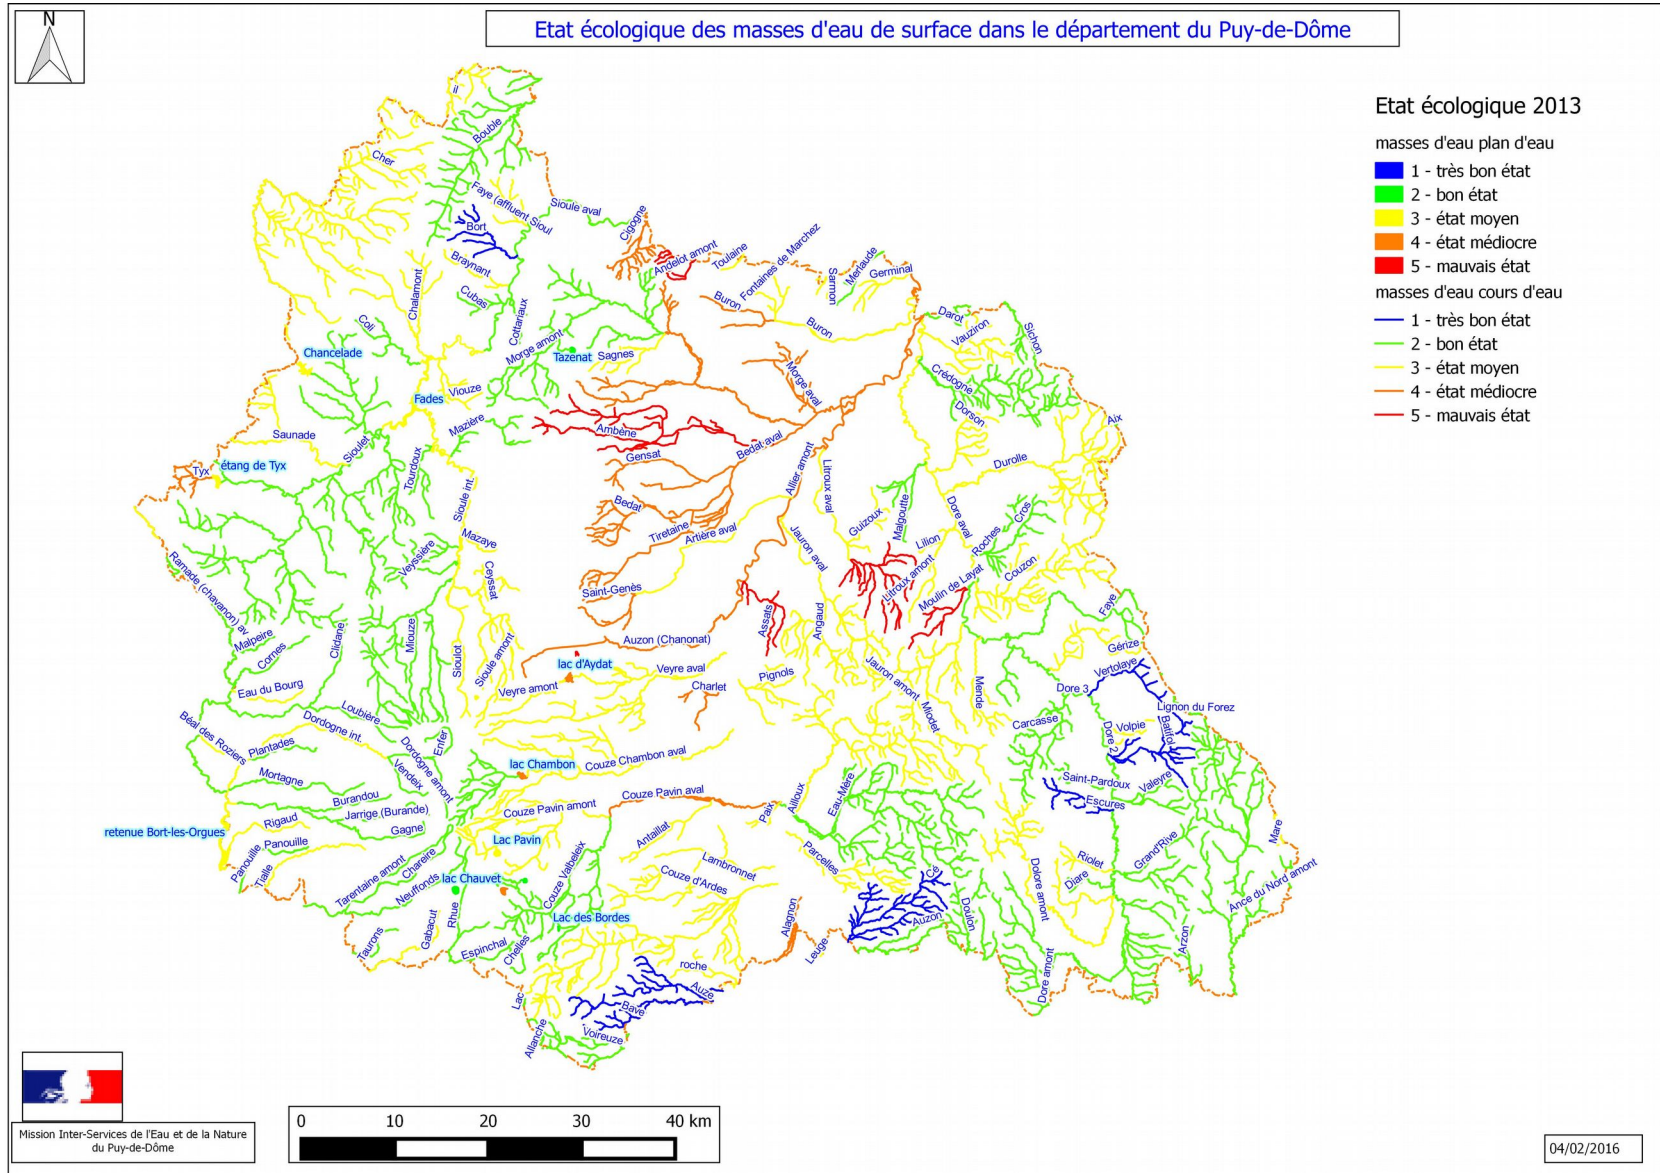 N
Etat écologique des masses d'eau de surface dans le département du Puy-de-Dôme
Etat écologique 2013
masses d'eau plan d'eau
1 - très bon état
2 - bon état
3 - état moyen
4 - état médiocre
5 - mauvais état
masses d'eau cours d'eau
1 - très bon état
2 - bon état
3 - état moyen
4 - état médiocre
5 - mauvais état
il
Bouble
Cher
Faye (affluent Sioul
Sioule aval
Cigogne
Bort
Braynant
Andelot amont
Toulaine
Fontaines de Marchez
Sarmon
Merlaude
Germinal
Chalamont
Cubas
Cottariaux
Buron
Buron
Darot
Vauziron
Sichon
Coli
Chancelade
Morge amont
Tazenat
Sagnes
Morge aval
Crédogne
Dorson
Viouze
Fades
Mazière
Ambène
Gensat
Bedat aval
Aix
Saunade
Sioulet
Tourdoux
Tyx
étang de Tyx
Sioule int.
Allier amont
Litroux aval
Durolle
Bedat
Tiretaine
Artière aval
Guizoux
Malgoutte
Dore aval
Cros
Roches
Lilion
Mazaye
Veyssière
Ceyssat
Jauron aval
Litroux amont
Moulin de Layat
Couzon
Saint-Genès
Ramade (chavanon) av
Malpeire
Cornes
Clidane
Miouze
Assats
Angaud
Faye
Auzon (Chanonat)
Gérize
Sioulot
Sioule amont
lac d'Aydat
Veyre aval
Veyre amont
Charlet
Pignols
Jauron amont
Mende
Miodet
Vertolaye
Dore 3
Lignon du Forez
Eau du Bourg
Loubière
Béal des Roziers
Plantades
Dordogne int.
Enfer
Dordogne amont
Vendeix
Carcasse
Dore 2
Volpie
Batifol
Mortagne
Couze Chambon aval
lac Chambon
Saint-Pardoux
Valeyre
Escures
Burandou
Jarrige (Burande)
Couze Pavin aval
Couze Pavin amont
Paix
Ailloux
Eau-Mère
retenue Bort-les-Orgues
Rigaud
Gagne
Panouille
Panouille
Tialle
Lac Pavin
Antaillat
Lambronnet
Parcelles
Mare
Grand'Rive
Riolet
Diare
Tarentaine amont
Chareire
Neuffonds
lac Chauvet
Couze Valbeleix
Couze d'Ardes
Cé
Dolore amont
Ance du Nord amont
Rhue
Gabacut
Taurons
Lac des Bordes
Espinchal
Chelles
Alagnon
Leuge
Auzon
Doulon
Arzon
Dore amont
roche
Auze
Bave
Voireuze
Lac
Allanche
Mission Inter-Services de l'Eau et de la Nature
du Puy-de-Dôme
0 10 20 30 40 km
04/02/2016